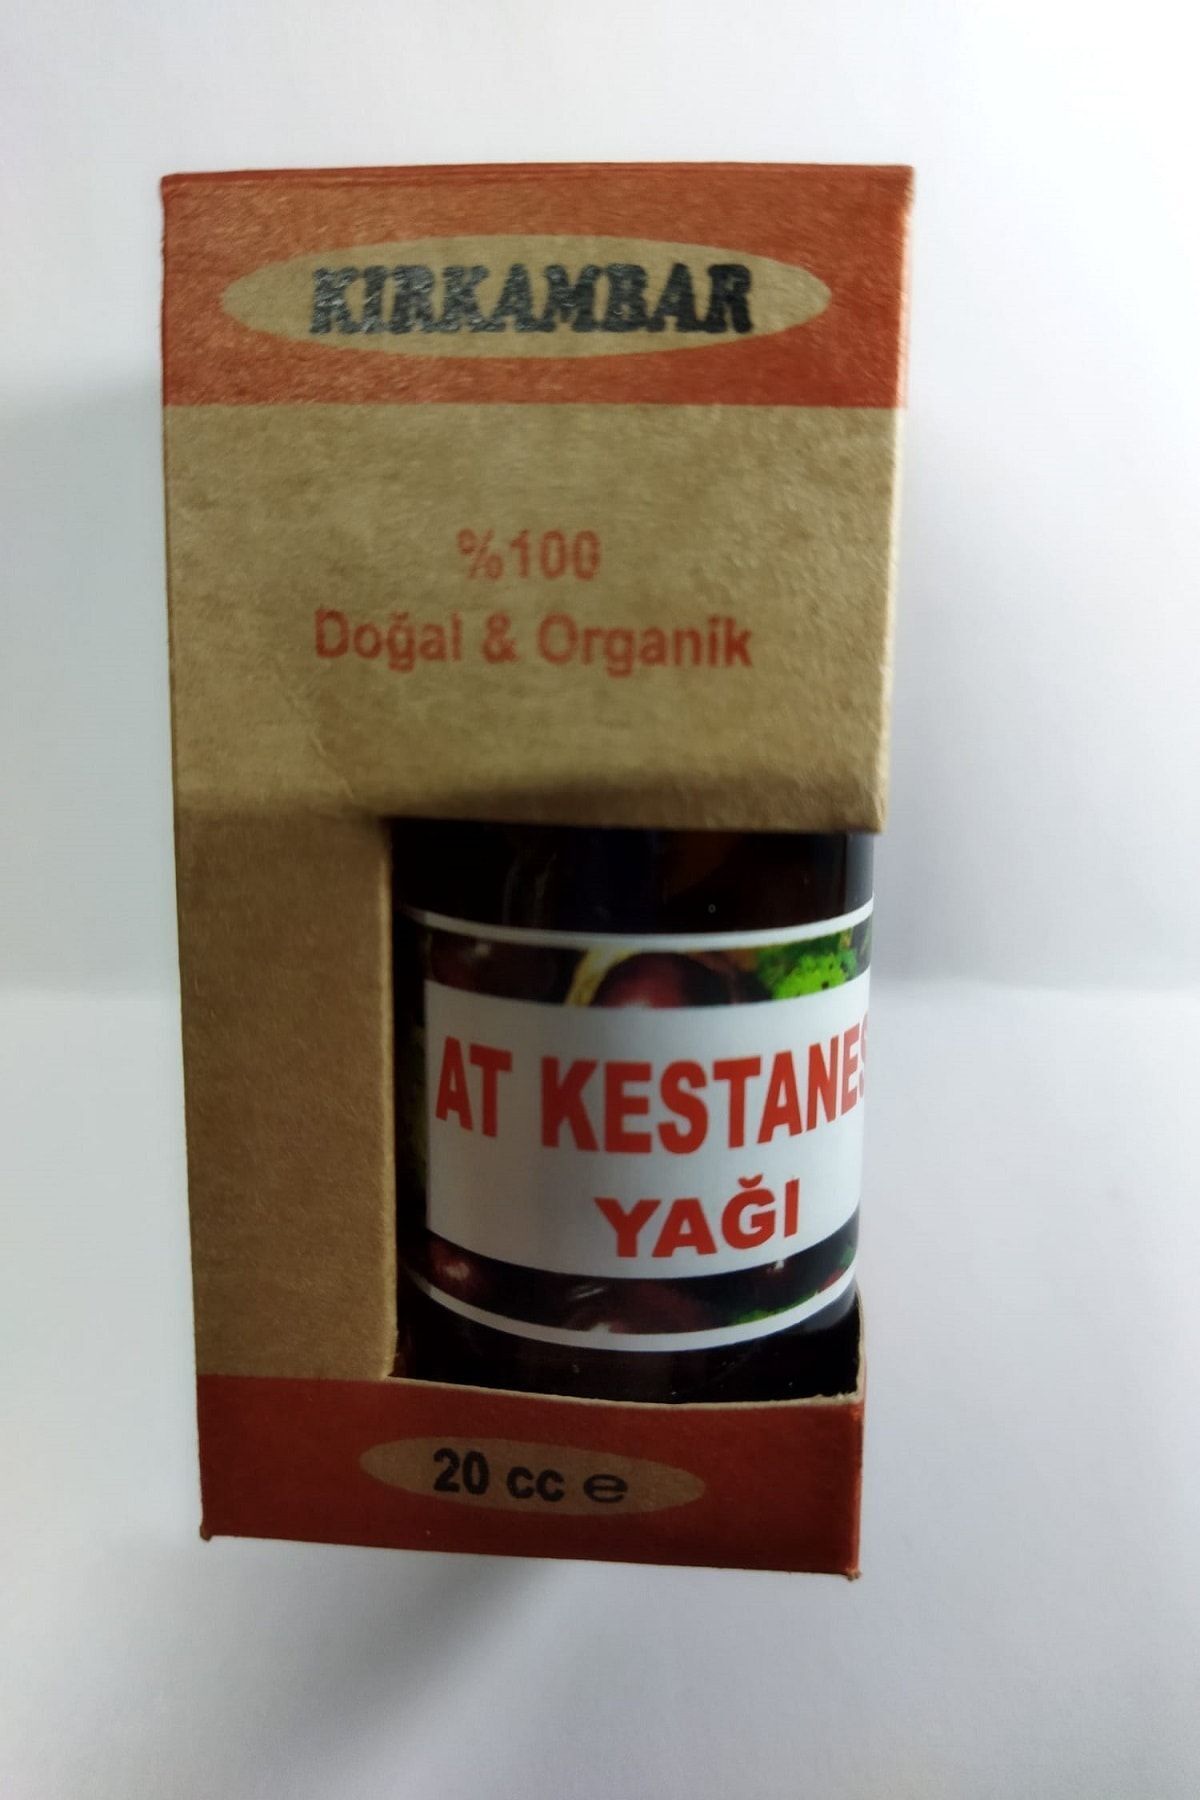 KIRKAMBAR
%100
Doğal & Organik
AT KESTANES
YAĞI
20 cc ℮